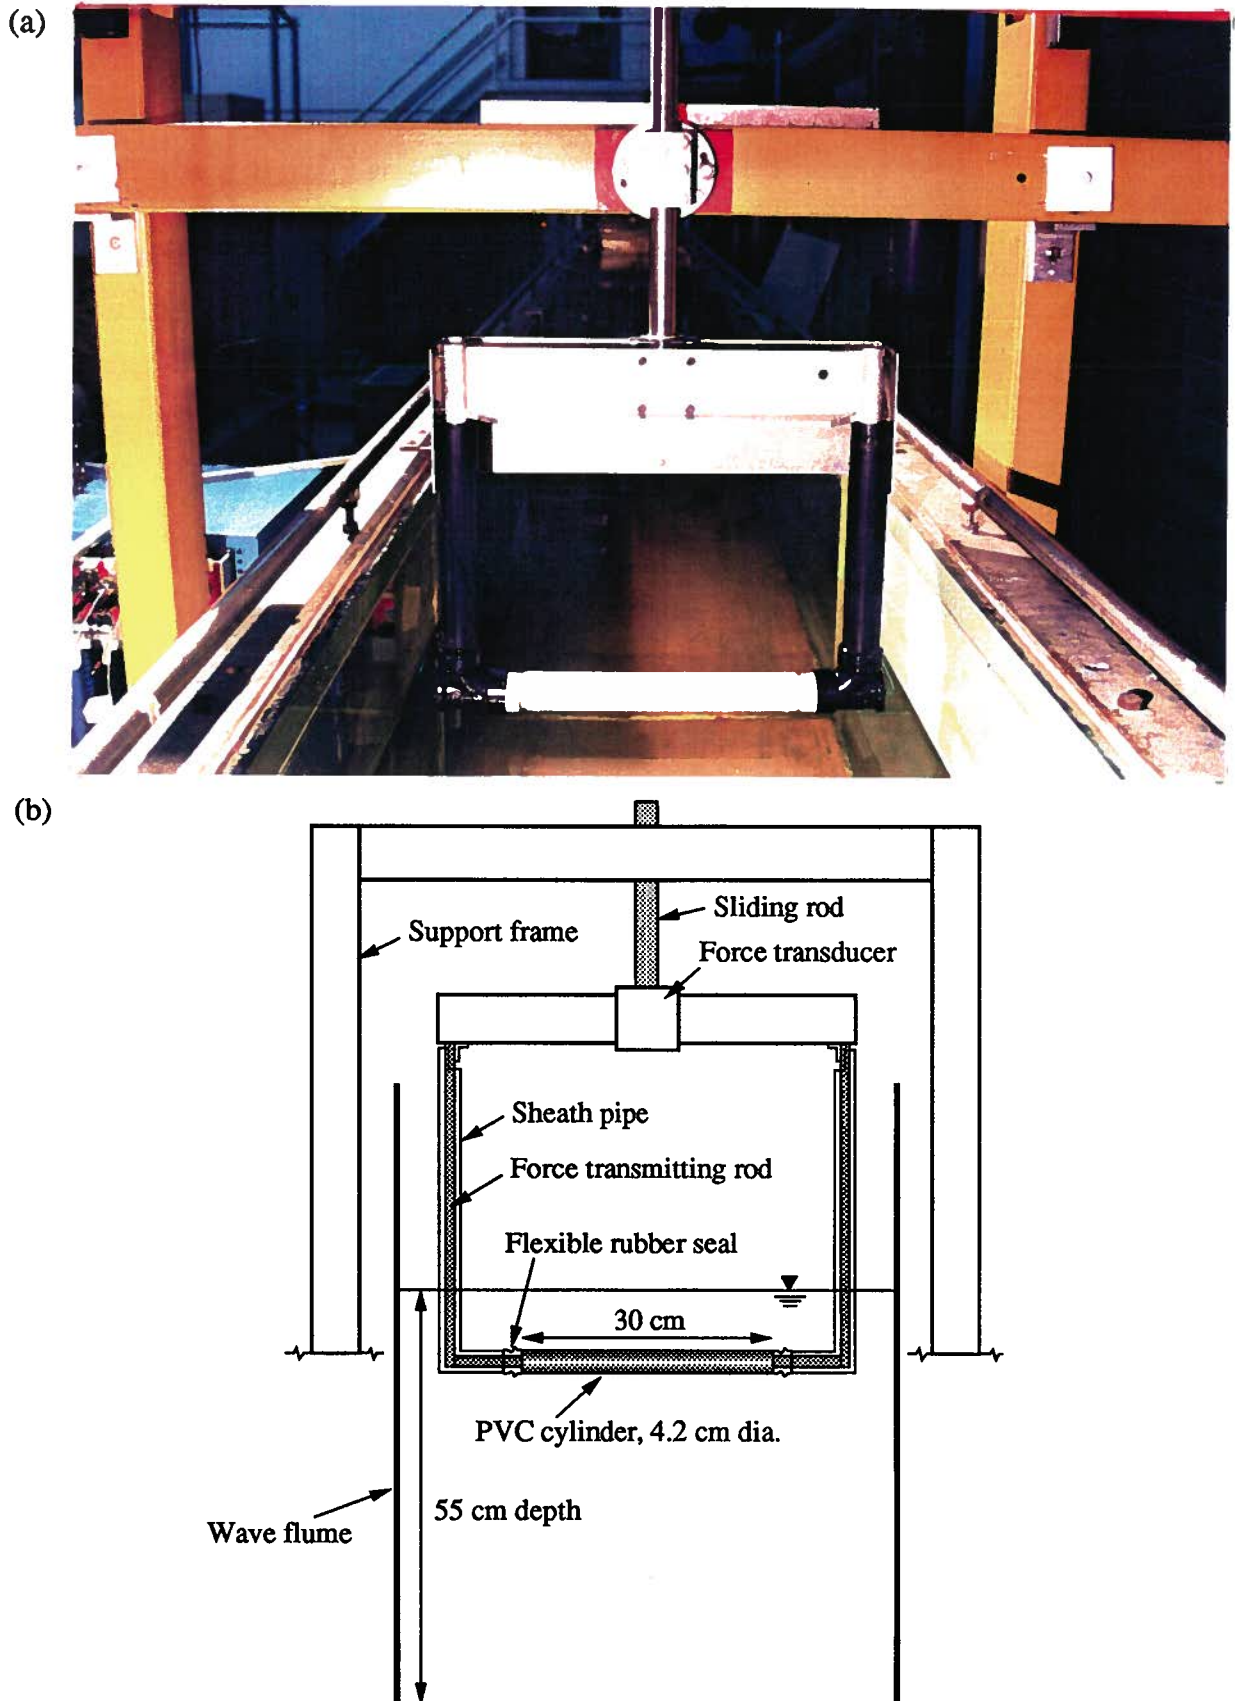 (a)
(b)
Sliding rod
Support frame
Force transducer
Sheath pipe
Force transmitting rod
Flexible rubber seal
30 cm
PVC cylinder, 4.2 cm dia.
55 cm depth
Wave flume